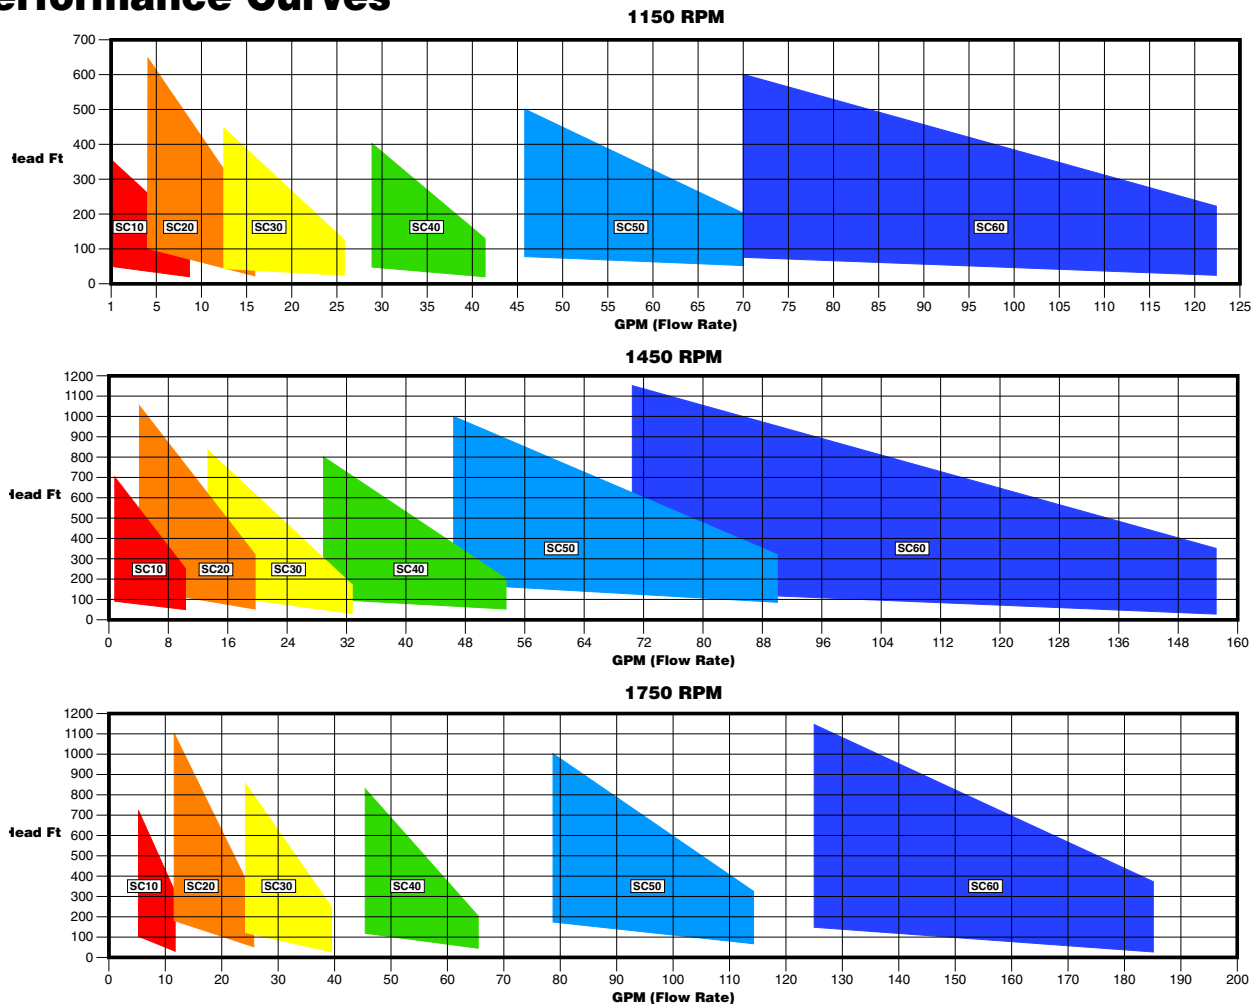 Performance Curves
1150 RPM
700
600
500
400
300
200
100
0
Head Ft
SC10
SC20
SC30
SC40
SC50
SC60
1 5 10 15 20 25 30 35 40 45 50 55 60 65 70 75 80 85 90 95 100 105 110 115 120 125
GPM (Flow Rate)
1450 RPM
1200
1100
1000
900
800
700
600
500
400
300
200
100
0
Head Ft
SC10
SC20
SC30
SC40
SC50
SC60
0 8 16 24 32 40 48 56 64 72 80 88 96 104 112 120 128 136 148 160
GPM (Flow Rate)
1750 RPM
1200
1100
1000
900
800
700
600
500
400
300
200
100
0
Head Ft
SC10
SC20
SC30
SC40
SC50
SC60
0 10 20 30 40 50 60 70 80 90 100 110 120 130 140 150 160 170 180 190 200
GPM (Flow Rate)